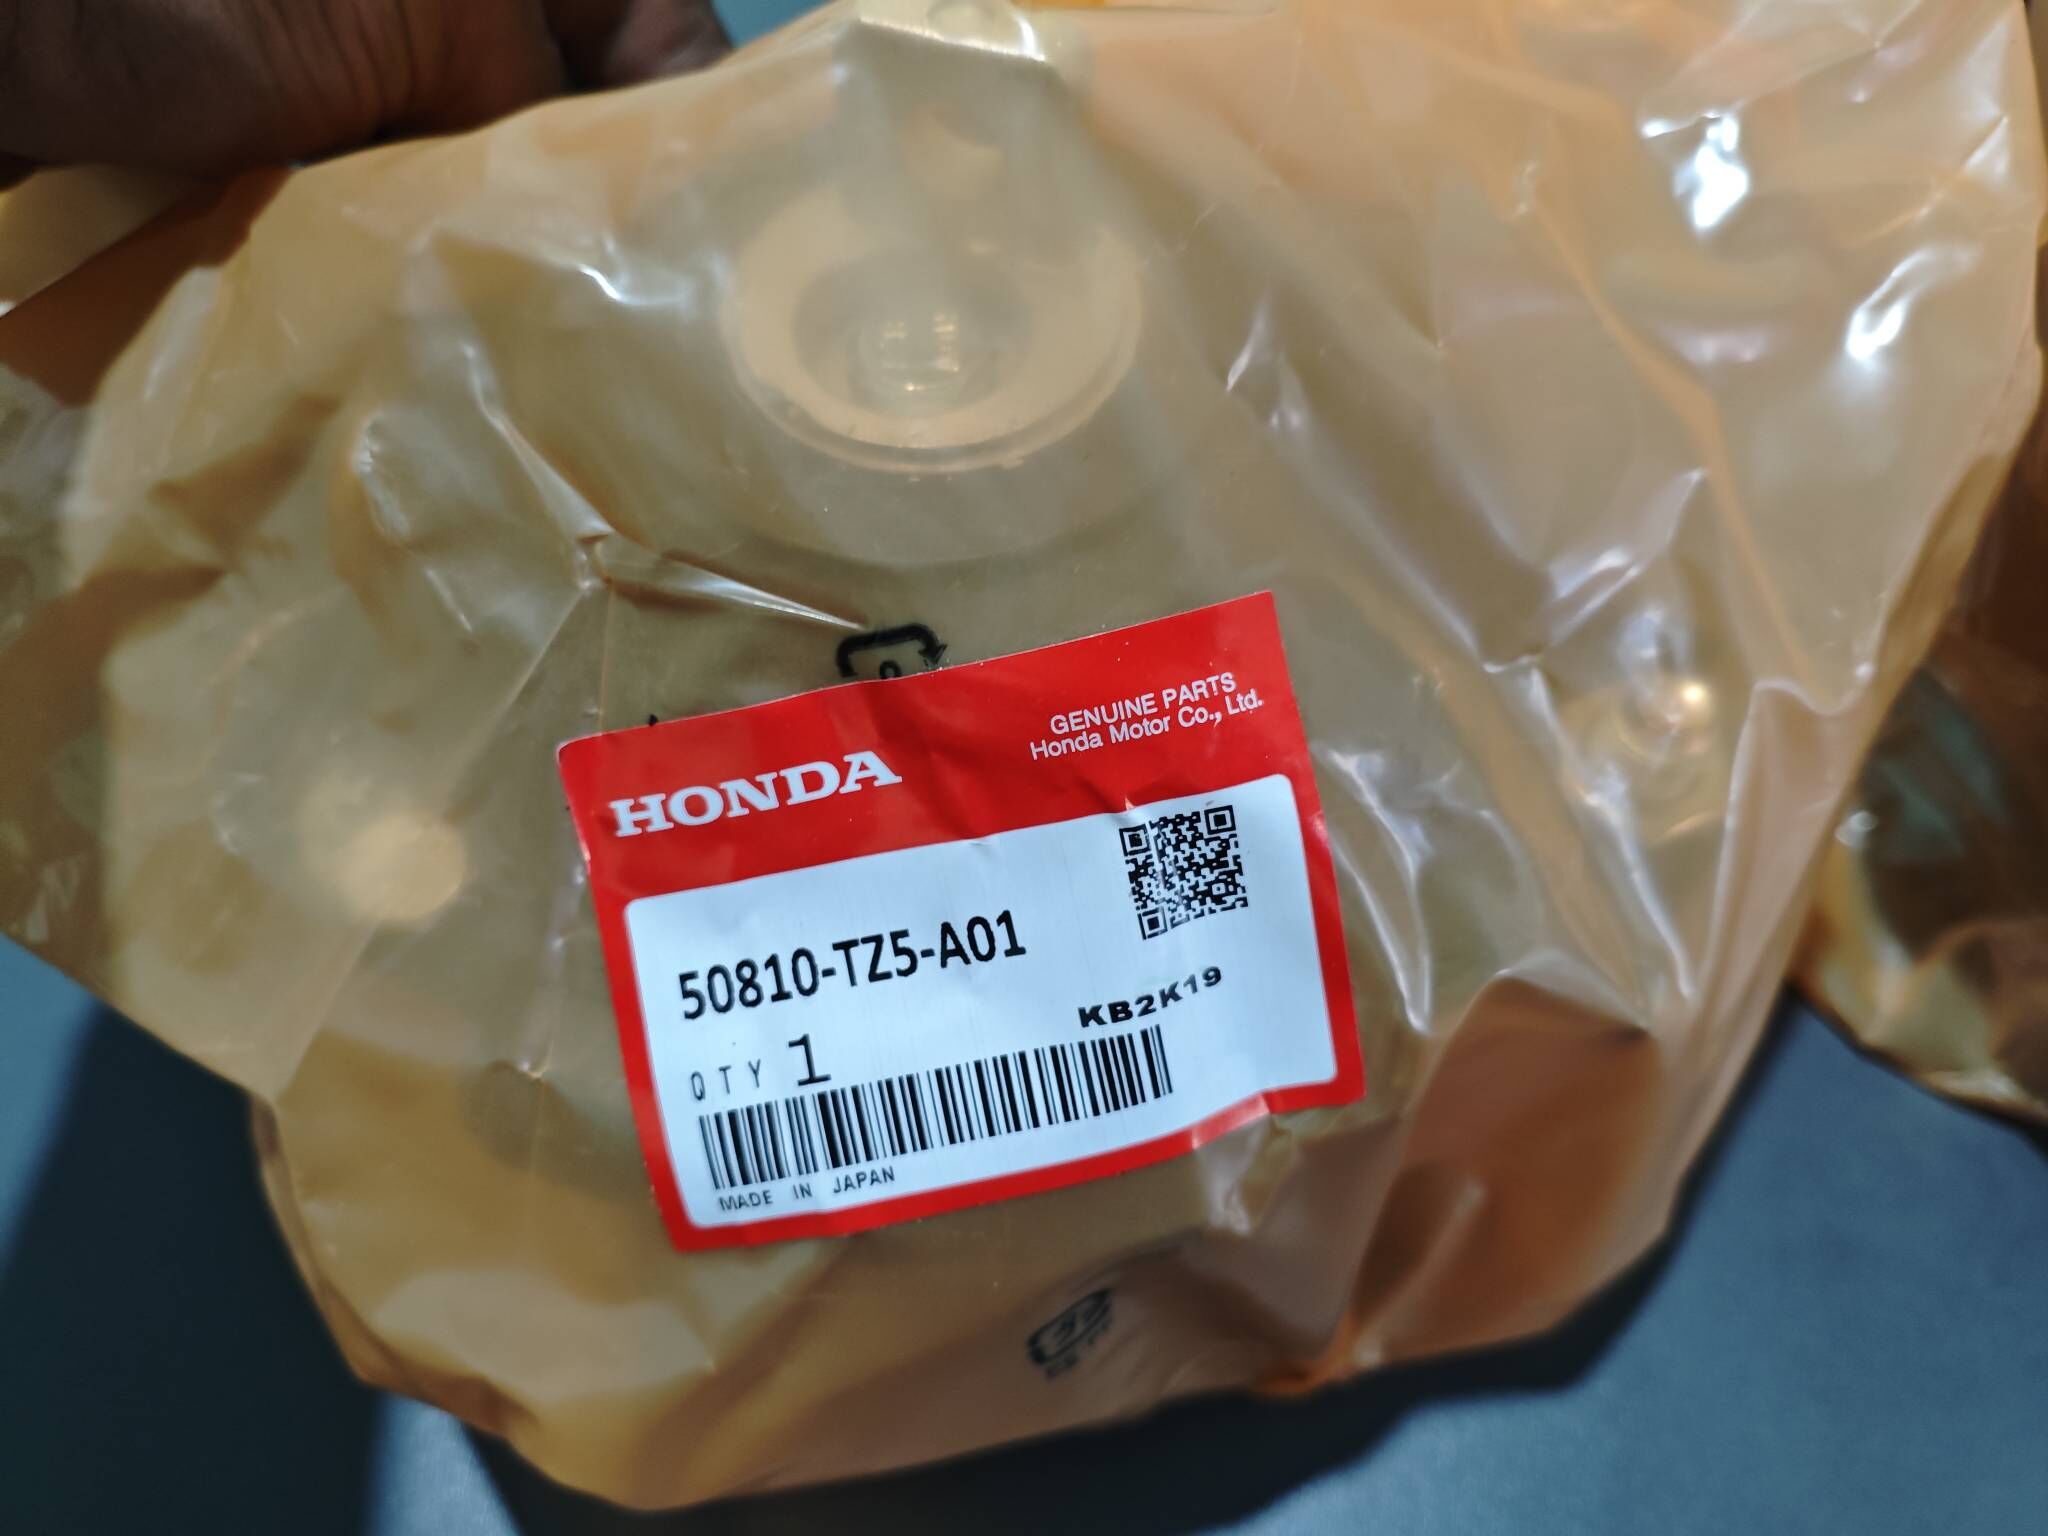 HONDA
GENUINE PARTS
Honda Motor Co., Ltd.
50810-TZ5-A01
KB2K19
QTY 1
MADE IN JAPAN